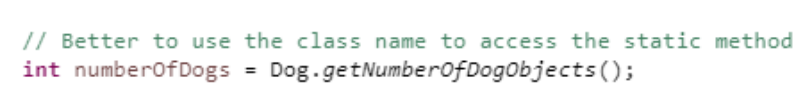 // Better to use the class name to access the static method
int numberOfDogs = Dog.getNumberOfDogObjects();